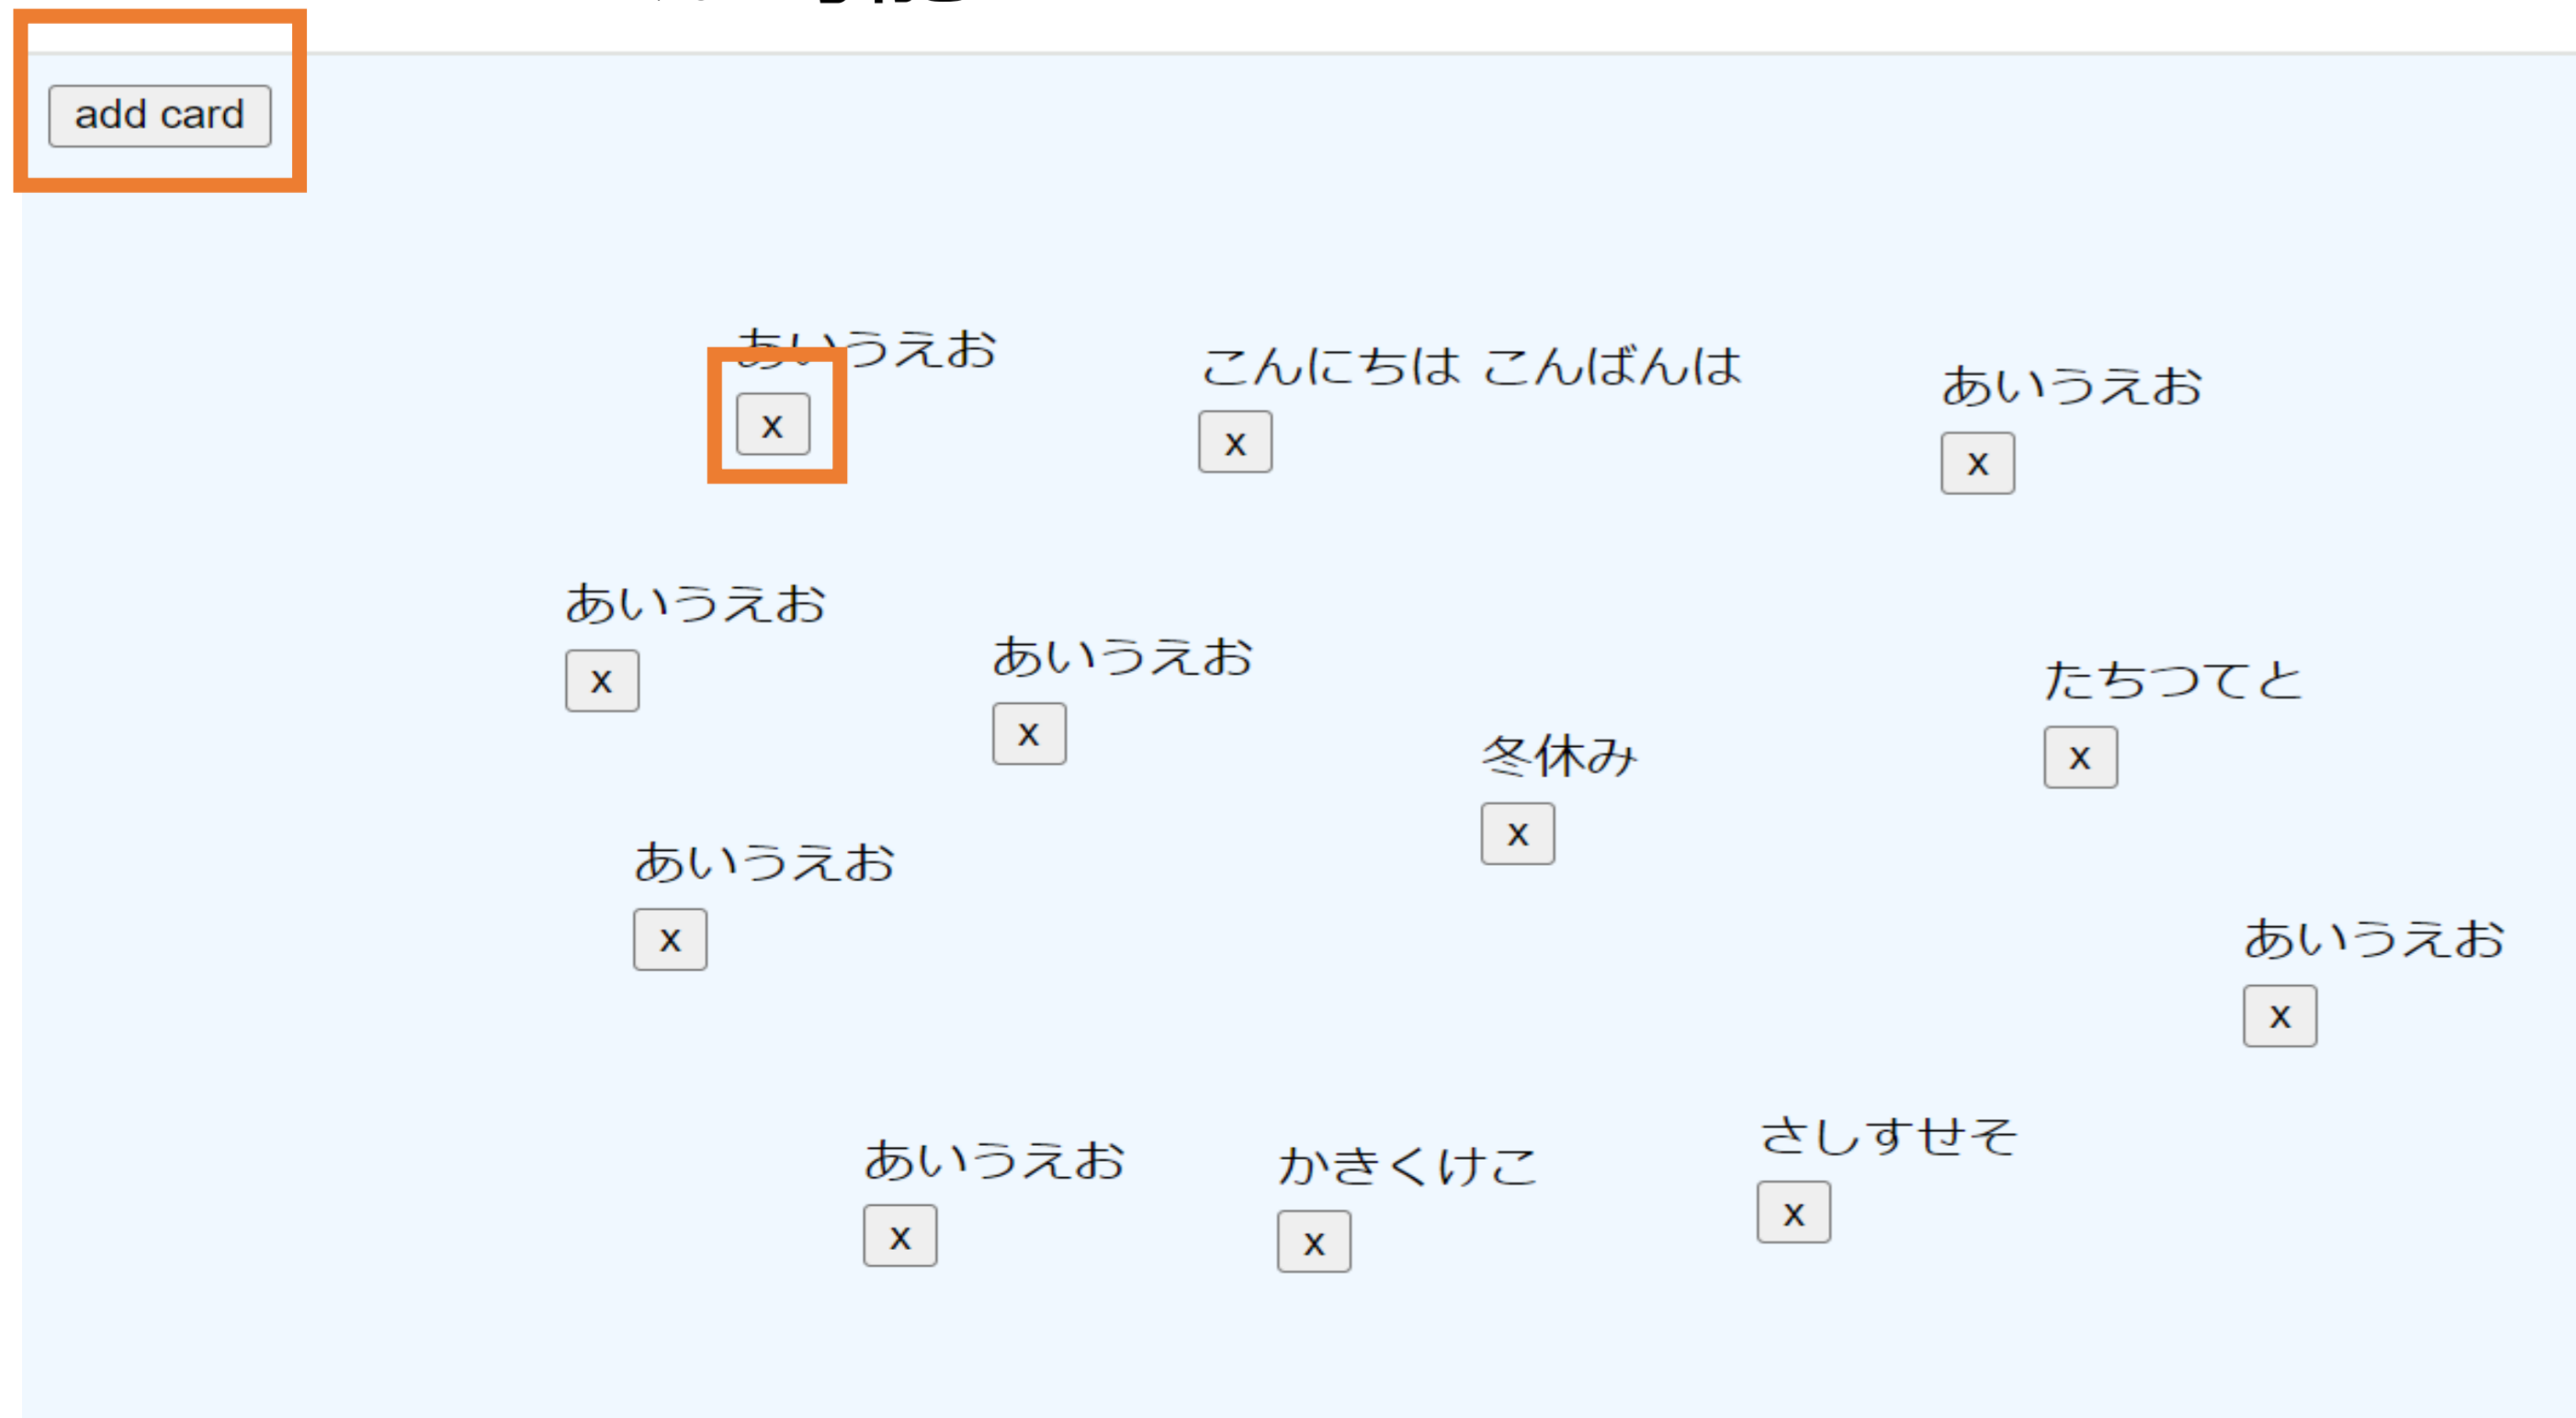 add card
あいうえお
x
こんにちは こんばんは
x
あいうえお
x
あいうえお
x
あいうえお
x
たちつてと
x
冬休み
x
あいうえお
x
あいうえお
x
あいうえお
x
かきくけこ
x
さしすせそ
x